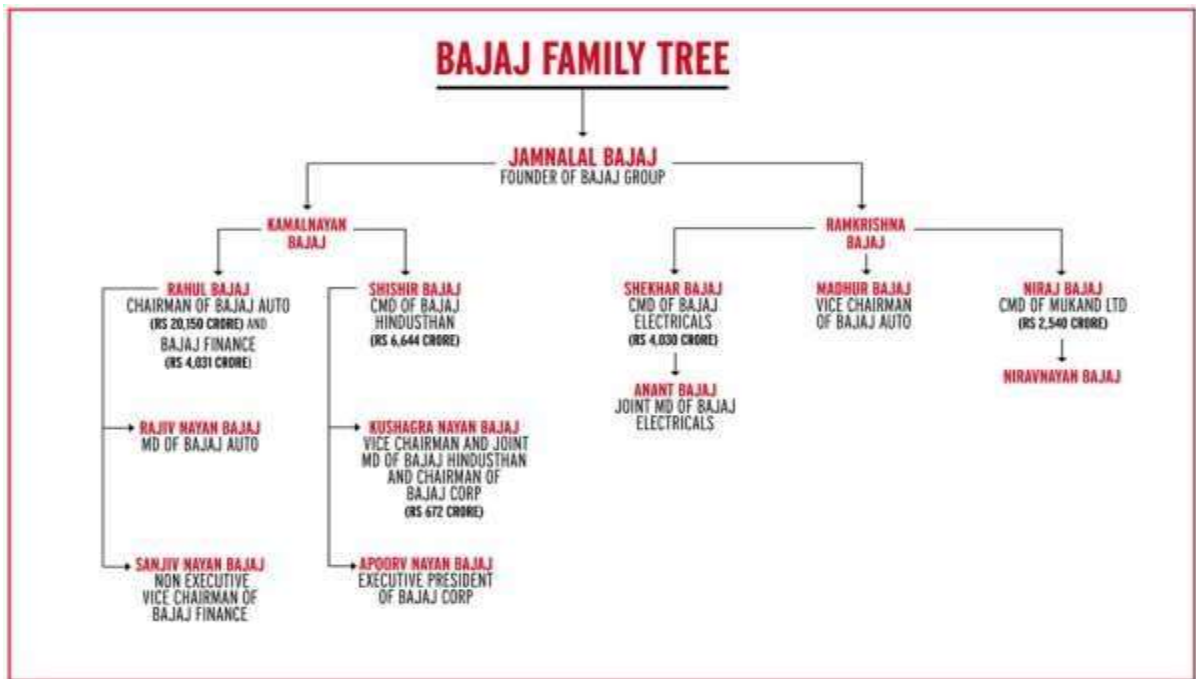 BAJAJ FAMILY TREE
JAMNALAL BAJAJ
FOUNDER OF BAJAJ GROUP
KAMALNAYAN
BAJAJ
RAMKRISHNA
BAJAJ
RAHUL BAJAJ
CHAIRMAN OF BAJAJ AUTO
(RS 20,150 CRORE) AND
BAJAJ FINANCE
(RS 4,031 CRORE)
SHISHIR BAJAJ
CMD OF BAJAJ
HINDUSTHAN
(RS 6,644 CRORE)
SHEKHAR BAJAJ
CMD OF BAJAJ
ELECTRICALS
(RS 4,030 CRORE)
MADHUR BAJAJ
VICE CHAIRMAN
OF BAJAJ AUTO
NIRAJ BAJAJ
CMD OF MUKAND LTD
(RS 2,540 CRORE)
ANANT BAJAJ
JOINT MD OF BAJAJ
ELECTRICALS
NIRAVNAYAN BAJAJ
RAJIV NAYAN BAJAJ
MD OF BAJAJ AUTO
KUSHAGRA NAYAN BAJAJ
VICE CHAIRMAN AND JOINT
MD OF BAJAJ HINDUSTHAN
AND CHAIRMAN OF
BAJAJ CORP
(RS 672 CRORE)
SANJIV NAYAN BAJAJ
NON EXECUTIVE
VICE CHAIRMAN OF
BAJAJ FINANCE
APOORV NAYAN BAJAJ
EXECUTIVE PRESIDENT
OF BAJAJ CORP